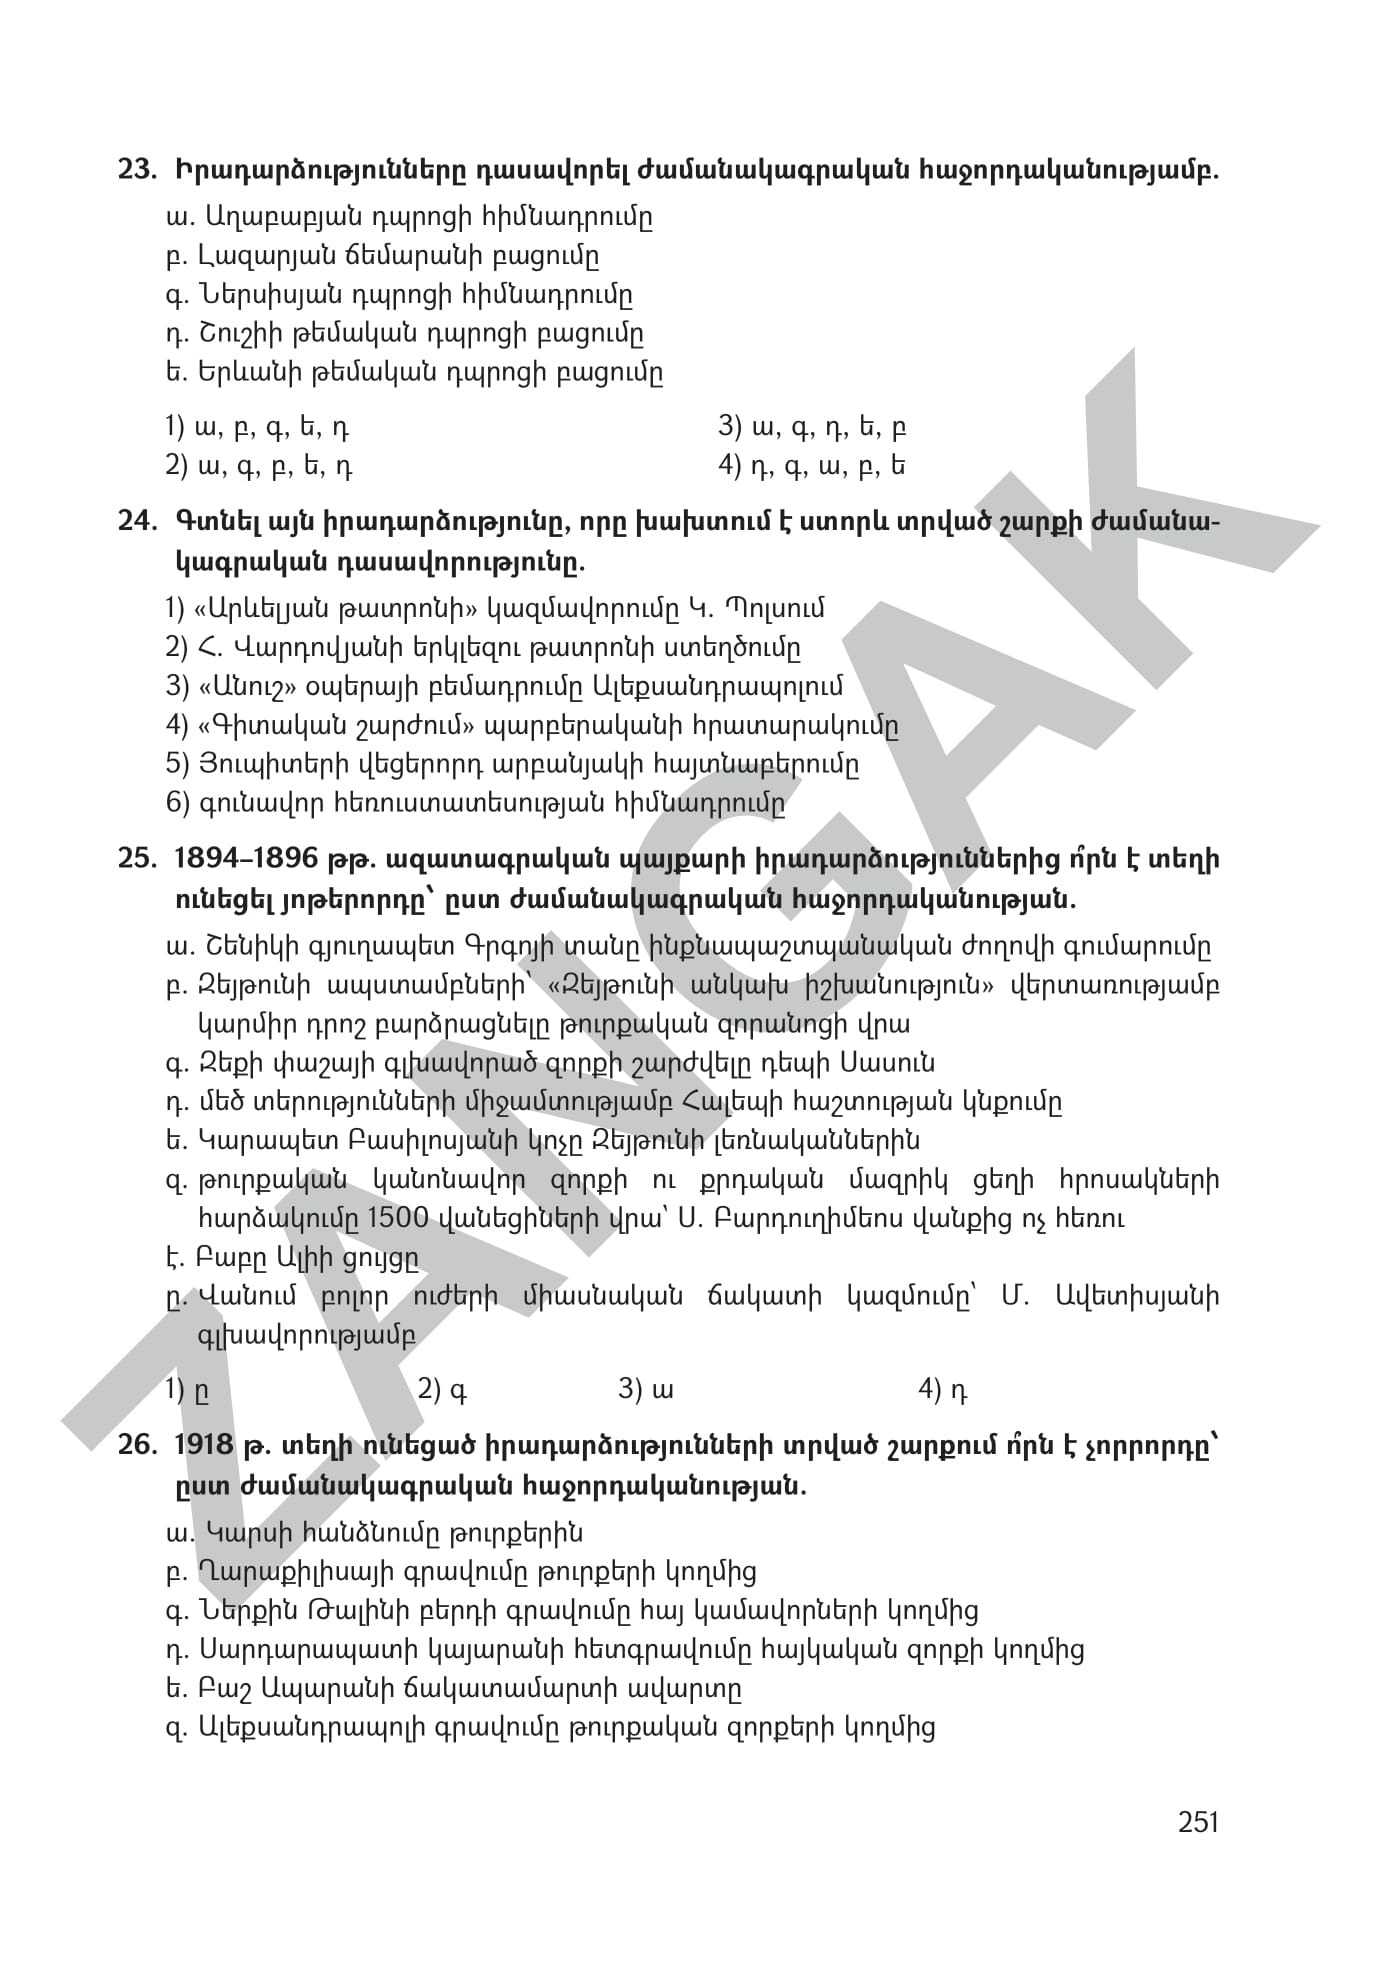 23. Իրադարձությունները դասավորել ժամանակագրական հաջորդականությամբ.
ա. Աղաբաբյան դպրոցի հիմնադրումը
բ. Լազարյան ճեմարանի բացումը
գ. Ներսիսյան դպրոցի հիմնադրումը
դ. Շուշիի թեմական դպրոցի բացումը
ե. Երևանի թեմական դպրոցի բացումը
1) ա, բ, գ, ե, դ
3) ա, գ, դ, ե, բ
2) ա, գ, բ, ե, դ
4) դ, գ, ա, բ, ե
24. Գտնել այն իրադարձությունը, որը խախտում է ստորև տրված շարքի ժամանա-
կագրական դասավորությունը.
1) «Արևելյան թատրոնի» կազմավորումը Կ. Պոլսում
2) Հ. Վարդովյանի երկլեզու թատրոնի ստեղծումը
3) «Անուշ» օպերայի բեմադրումը Ալեքսանդրապոլում
4) «Գիտական շարժում» պարբերականի հրատարակումը
5) Յուպիտերի վեցերորդ արբանյակի հայտնաբերումը
6) գունավոր հեռուստատեսության հիմնադրումը
25. 1894–1896 թթ. ազատագրական պայքարի իրադարձություններից ո՞րն է տեղի
ունեցել յոթերորդը՝ ըստ ժամանակագրական հաջորդականության.
ա. Շենիկի գյուղապետ Գրգոյի տանը ինքնապաշտպանական ժողովի գումարումը
բ. Զեյթունի ապստամբների՝ «Զեյթունի անկախ իշխանություն» վերտառությամբ
կարմիր դրոշ բարձրացնելը թուրքական զորանոցի վրա
գ. Զեքի փաշայի գլխավորած զորքի շարժվելը դեպի Սասուն
դ. մեծ տերությունների միջամտությամբ Հալեպի հաշտության կնքումը
ե. Կարապետ Բասիլոսյանի կոչը Զեյթունի լեռնականներին
զ. թուրքական կանոնավոր զորքի ու քրդական մազրիկ ցեղի հրոսակների
հարձակումը 1500 վանեցիների վրա՝ Ս. Բարդուղիմեոս վանքից ոչ հեռու
է. Բաբը Ալիի ցույցը
ը. Վանում բոլոր ուժերի միասնական ճակատի կազմումը՝ Մ. Ավետիսյանի
գլխավորությամբ
1) ը 2) գ 3) ա 4) դ
26. 1918 թ. տեղի ունեցած իրադարձությունների տրված շարքում ո՞րն է չորրորդը՝
ըստ ժամանակագրական հաջորդականության.
ա. Կարսի հանձնումը թուրքերին
բ. Ղարաքիլիսայի գրավումը թուրքերի կողմից
գ. Ներքին Թալինի բերդի գրավումը հայ կամավորների կողմից
դ. Սարդարապատի կայարանի հետգրավումը հայկական զորքի կողմից
ե. Բաշ Ապարանի ճակատամարտի ավարտը
զ. Ալեքսանդրապոլի գրավումը թուրքական զորքերի կողմից
251
ZANGAK